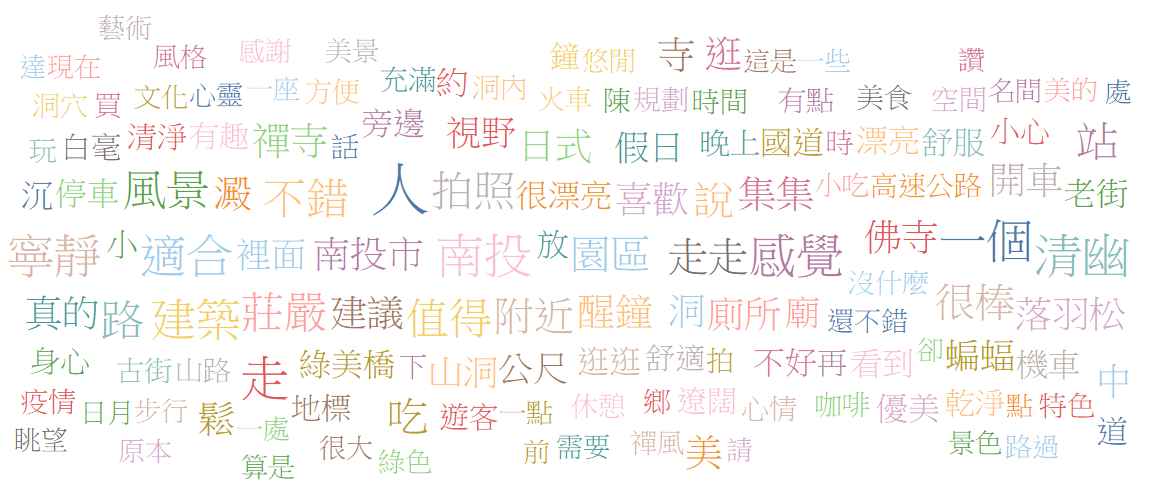 藝術
達 現在 風格 感謝 美景 鐘 悠閒 寺 逛 這是 一些 讚
洞穴 買 文化 心靈 一座 方便 充滿 約 洞內 火車 陳 規劃 時間 有點 美食 空間 名間 美的 處
玩 白毫 清淨 有趣 禪寺 話 旁邊 視野 日式 假日 晚上 國道 時 漂亮 舒服 小心 站
沉 停車 風景 澱 不錯 人 拍照 很漂亮 喜歡 說 集集 小吃 高速公路 開車 老街
寧靜 小 適合 裡面 南投市 南投 放 園區 走走 感覺 佛寺 一個 清幽
沒什麼
真的 路 建築 莊嚴 建議 值得 附近 醒鐘 洞 廁所 廟 還不錯 很棒 落羽松
身心 古街 山路 走 綠美橋 下 山洞 公尺 逛逛 舒適 拍 不好 再 看到 卻 蝙蝠 機車 中
疫情 日月 步行 鬆 一處 地標 吃 遊客 一點 休憩 鄉 遼闊 心情 咖啡 優美 乾淨 點 特色 道
眺望 原本 算是 很大 綠色 前 需要 禪風 美 請 景色 路過